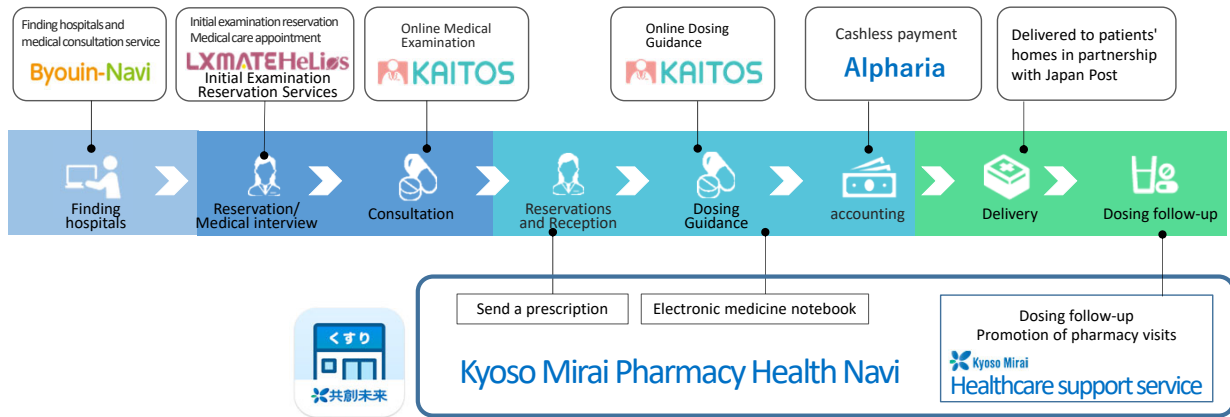 Finding hospitals and
medical consultation service
Byouin-Navi
Initial examination reservation
Medical care appointment
LXMATEHeLiOS
Initial Examination
Reservation Services
Online Medical
Examination
KAITOS
Online Dosing
Guidance
KAITOS
Cashless payment
Alpharia
Delivered to patients'
homes in partnership
with Japan Post
Finding
hospitals
Reservation/
Medical interview
Consultation
Reservations
and Reception
Dosing
Guidance
accounting
Delivery
Dosing follow-up
Send a prescription
Electronic medicine notebook
Dosing follow-up
Promotion of pharmacy visits
Kyoso Mirai
Healthcare support service
くすり
共創未来
Kyoso Mirai Pharmacy Health Navi